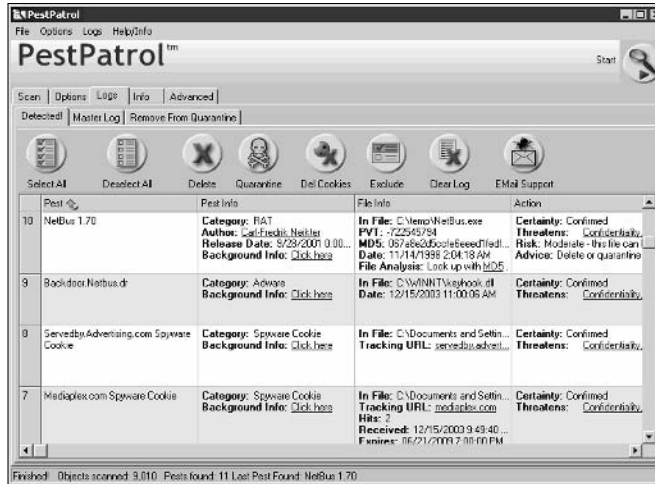 PestPatrol
File Options Logs Help/Info
PestPatrol™
Start
Scan Options Logs Info Advanced
Detected! Master Log Remove From Quarantine
Select All Deselect All Delete Quarantine Del Cookies Exclude Clear Log EMail Support
Pest Pest Info File Info Action
10 NetBus 1.70
Category: RAT
Author: Carl-Fredrik Neikter
Release Date: 9/28/2001 0:00...
Background Info: Click here
In File: C:\temp\NetBus.exe
PVT: -722545794
MD5:
Date: 11/14/1998 2:04:18 AM
File Analysis: Look up with MD5
Certainty: Confirmed
Threatens: Confidentiality,
Risk: Moderate - this file can
Advice: Delete or quarantine
9 Backdoor.Netbus.dr
Category: Adware
Background Info: Click here
In File: C:\WINNT\keyhook.dll
Date: 12/15/2003 11:00:06 AM
Certainty: Confirmed
Threatens: Confidentiality,
8 Servedby.Advertising.com Spyware
Cookie
Category: Spyware Cookie
Background Info: Click here
In File: C:\Documents and Settin...
Tracking URL: servedby.advert...
Certainty: Confirmed
Threatens: Confidentiality,
7 Mediaplex.com Spyware Cookie
Category: Spyware Cookie
Background Info: Click here
In File: C:\Documents and Settin...
Tracking URL: mediaplex.com
Hits: 2
Received: 12/15/2003 9:49:40 ...
Expires: 06/21/2009 7:00:00 PM
Certainty: Confirmed
Threatens: Confidentiality,
Finished! Objects scanned: 9,010 Pests found: 11 Last Pest Found: NetBus 1.70